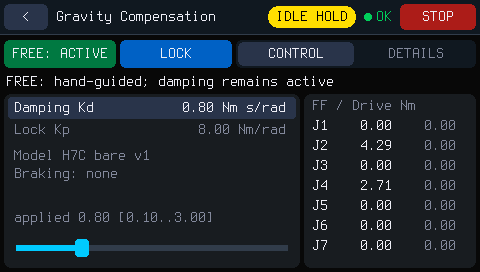 < Gravity Compensation IDLE HOLD OK STOP
FREE: ACTIVE LOCK CONTROL DETAILS
FREE: hand-guided; damping remains active
Damping Kd 0.80 Nm s/rad
Lock Kp 8.00 Nm/rad
Model H7C bare v1
Braking: none
applied 0.80 [0.10..3.00]
FF / Drive Nm
J1 0.00 0.00
J2 4.29 0.00
J3 0.00 0.00
J4 2.71 0.00
J5 0.00 0.00
J6 0.00 0.00
J7 0.00 0.00